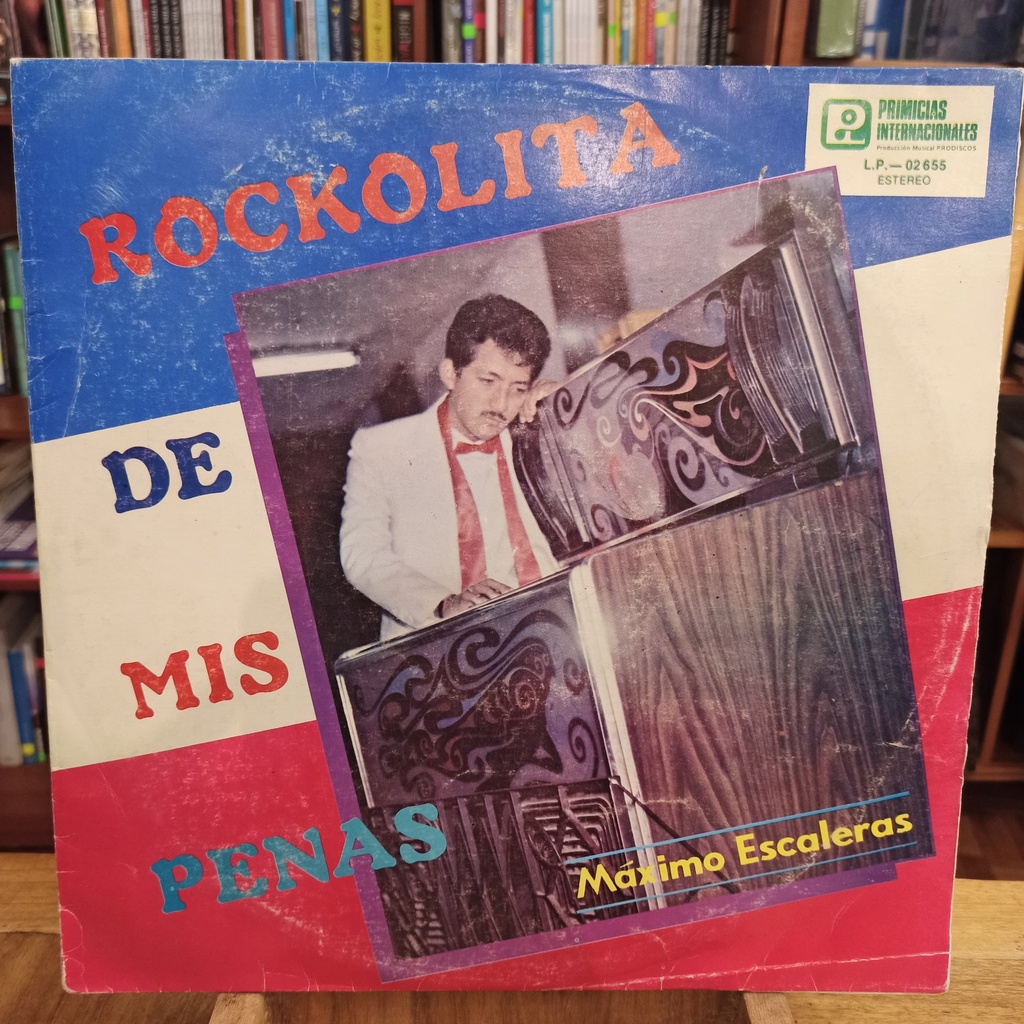 ROCKOLITA
DE
MIS
PENAS
PRIMICIAS
INTERNACIONALES
Producción Musical PRODISCOS
L.P.—02655
ESTEREO
Máximo Escaleras